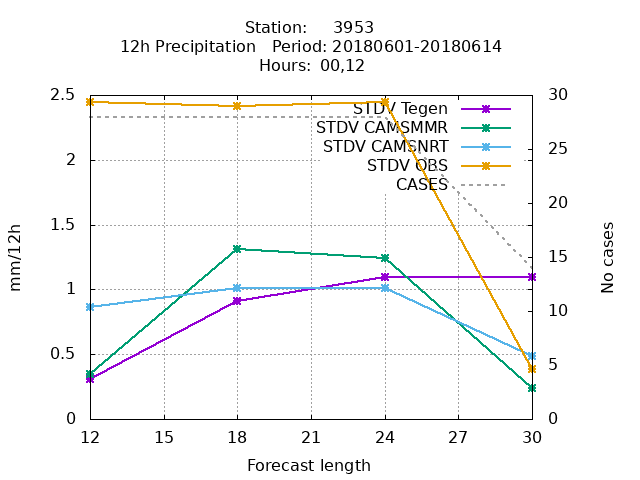 Station: 3953
12h Precipitation Period: 20180601-20180614
Hours: 00,12
2.5
2
1.5
1
0.5
0
mm/12h
STDV Tegen
STDV CAMSMMR
STDV CAMSNRT
STDV OBS
CASES
30
25
20
15
10
5
0
No cases
12 15 18 21 24 27 30
Forecast length